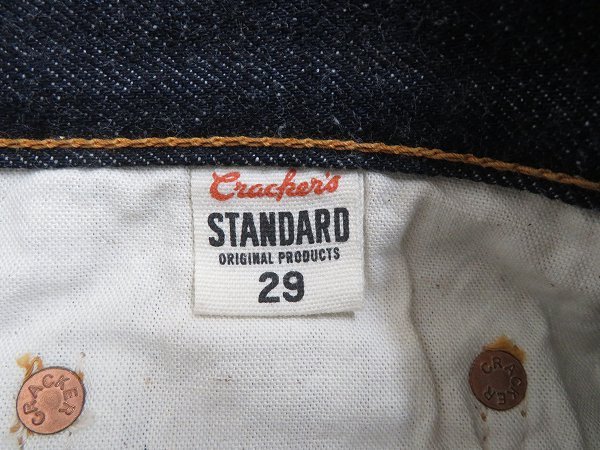 Cracker's
STANDARD
ORIGINAL PRODUCTS
29
CRACKER
CRACKER